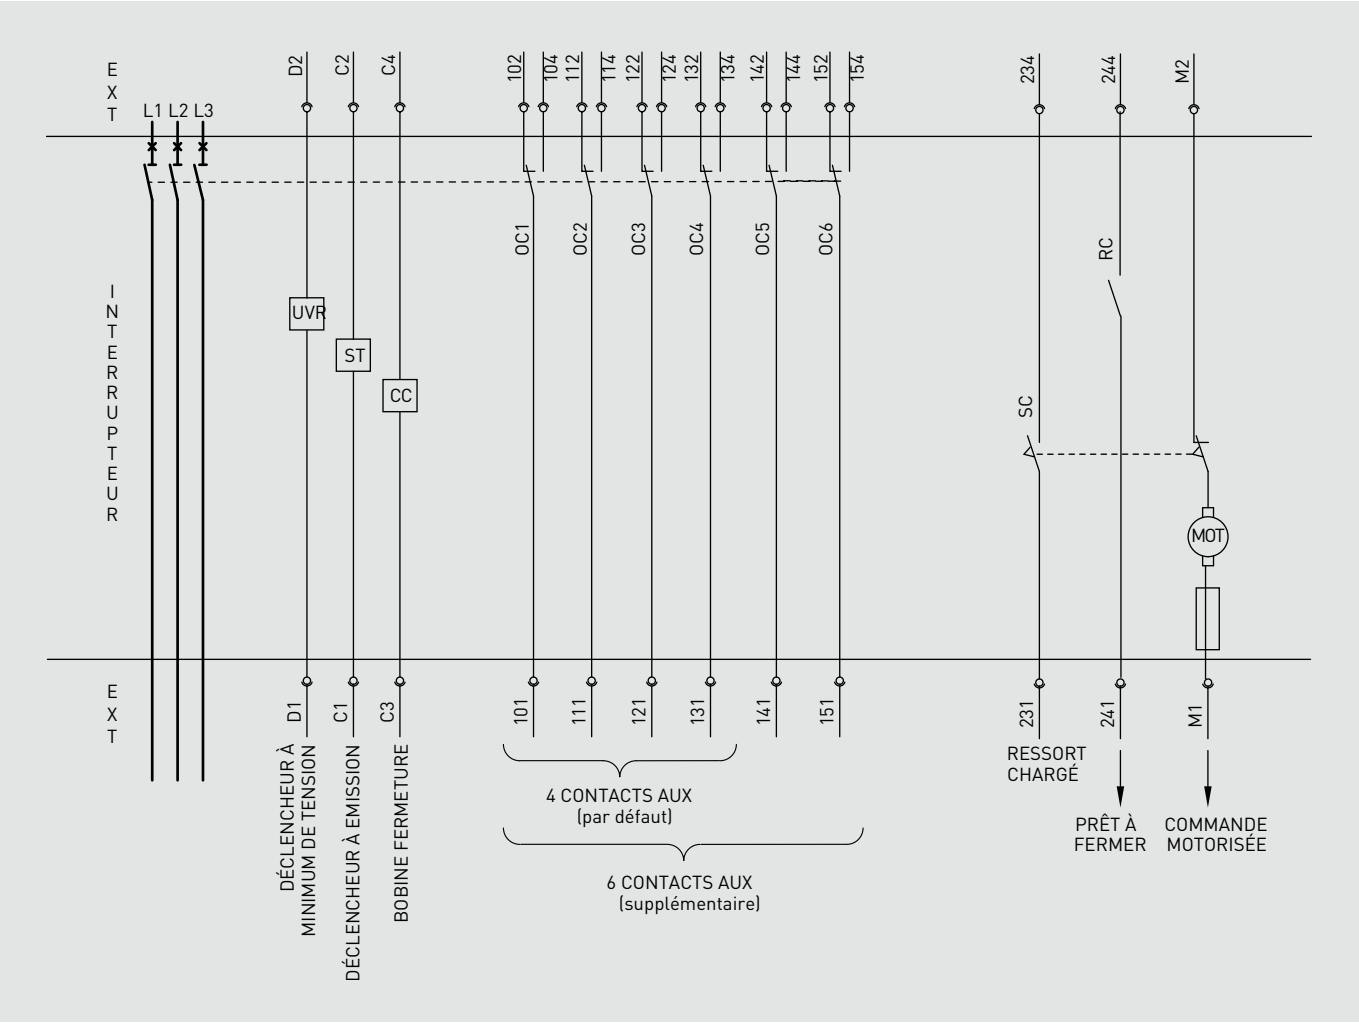 EXT
D2
C2
C4
102
104
112
114
122
124
132
134
142
144
152
154
234
244
M2
L1 L2 L3
INTERRUPTEUR
OC1
OC2
OC3
OC4
OC5
OC6
RC
SC
UVR
ST
CC
MOT
EXT
D1
C1
C3
101
111
121
131
141
151
231
241
M1
DÉCLENCHEUR À
MINIMUM DE TENSION
DÉCLENCHEUR À EMISSION
BOBINE FERMETURE
4 CONTACTS AUX
(par défaut)
6 CONTACTS AUX
(supplémentaire)
RESSORT
CHARGÉ
PRÊT À
FERMER
COMMANDE
MOTORISÉE